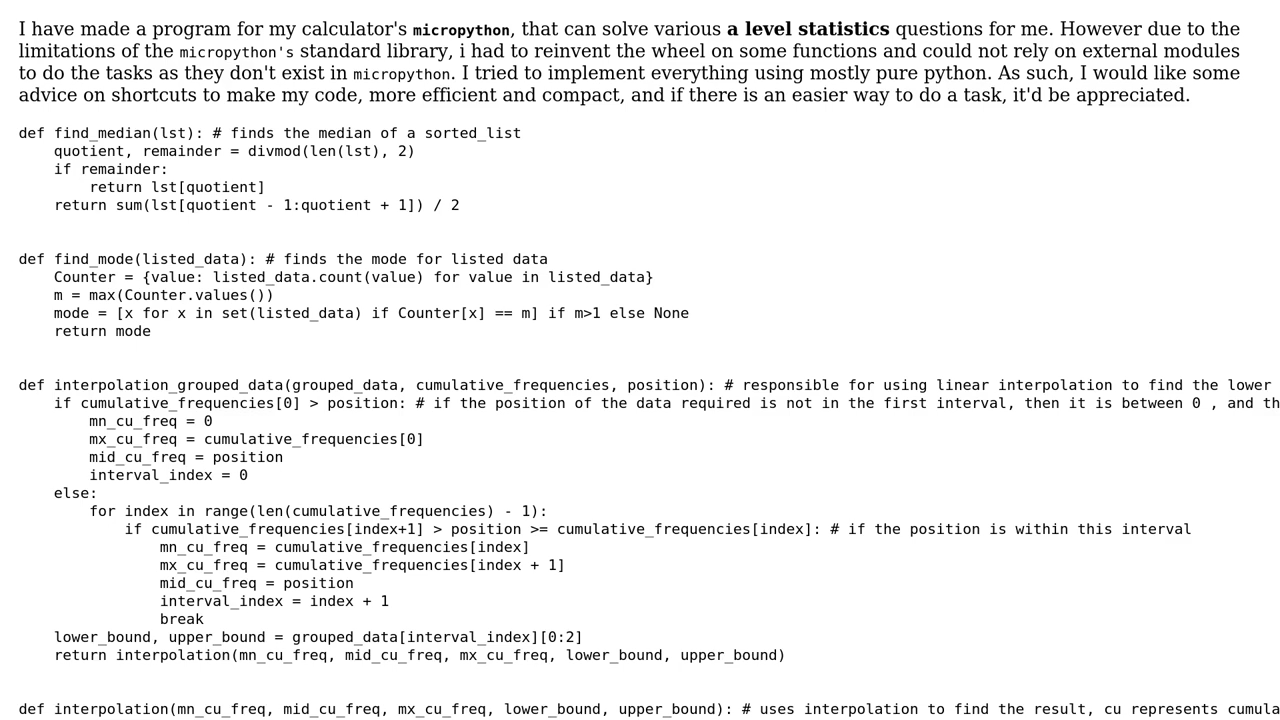 I have made a program for my calculator's micropython, that can solve various a level statistics questions for me. However due to the
limitations of the micropython's standard library, i had to reinvent the wheel on some functions and could not rely on external modules
to do the tasks as they don't exist in micropython. I tried to implement everything using mostly pure python. As such, I would like some
advice on shortcuts to make my code, more efficient and compact, and if there is an easier way to do a task, it'd be appreciated.
def find_median(lst): # finds the median of a sorted_list
    quotient, remainder = divmod(len(lst), 2)
    if remainder:
        return lst[quotient]
    return sum(lst[quotient - 1:quotient + 1]) / 2
def find_mode(listed_data): # finds the mode for listed data
    Counter = {value: listed_data.count(value) for value in listed_data}
    m = max(Counter.values())
    mode = [x for x in set(listed_data) if Counter[x] == m] if m>1 else None
    return mode
def interpolation_grouped_data(grouped_data, cumulative_frequencies, position): # responsible for using linear interpolation to find the lower
    if cumulative_frequencies[0] > position: # if the position of the data required is not in the first interval, then it is between 0 , and th
        mn_cu_freq = 0
        mx_cu_freq = cumulative_frequencies[0]
        mid_cu_freq = position
        interval_index = 0
    else:
        for index in range(len(cumulative_frequencies) - 1):
            if cumulative_frequencies[index+1] > position >= cumulative_frequencies[index]: # if the position is within this interval
                mn_cu_freq = cumulative_frequencies[index]
                mx_cu_freq = cumulative_frequencies[index + 1]
                mid_cu_freq = position
                interval_index = index + 1
                break
    lower_bound, upper_bound = grouped_data[interval_index][0:2]
    return interpolation(mn_cu_freq, mid_cu_freq, mx_cu_freq, lower_bound, upper_bound)
def interpolation(mn_cu_freq, mid_cu_freq, mx_cu_freq, lower_bound, upper_bound): # uses interpolation to find the result, cu represents cumula